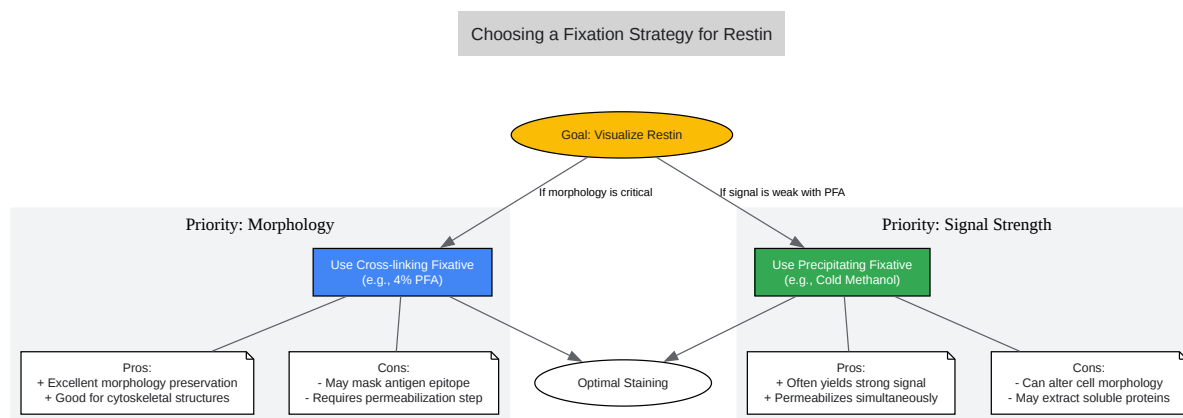 Choosing a Fixation Strategy for Restin
Goal: Visualize Restin
If morphology is critical
If signal is weak with PFA
Priority: Morphology
Priority: Signal Strength
Use Cross-linking Fixative
(e.g., 4% PFA)
Use Precipitating Fixative
(e.g., Cold Methanol)
Pros:
+ Excellent morphology preservation
+ Good for cytoskeletal structures
Cons:
- May mask antigen epitope
- Requires permeabilization step
Optimal Staining
Pros:
+ Often yields strong signal
+ Permeabilizes simultaneously
Cons:
- Can alter cell morphology
- May extract soluble proteins